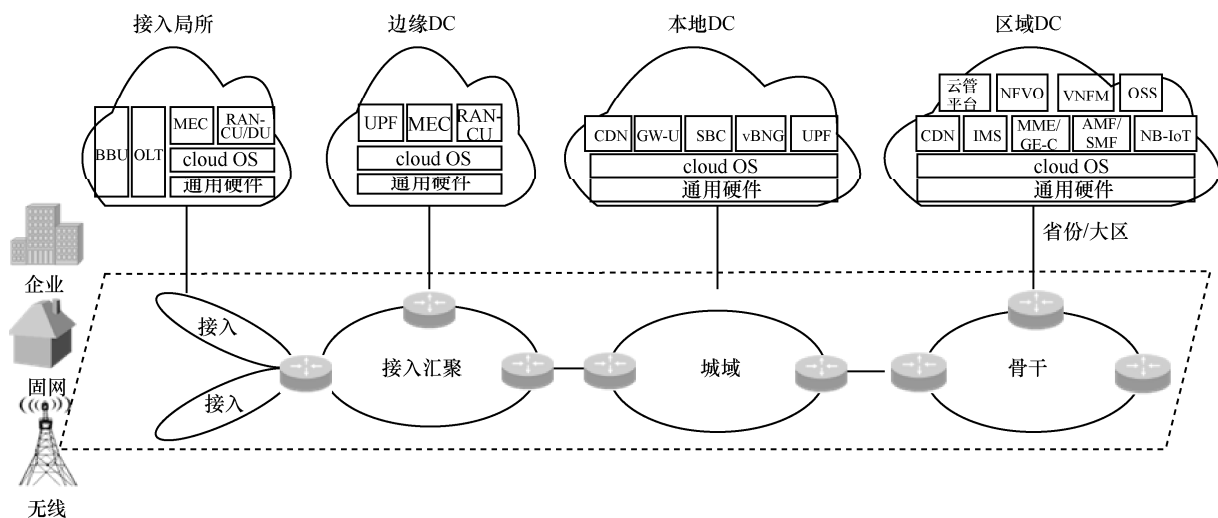 接入局所
边缘DC
本地DC
区域DC
BBU
OLT
MEC
RAN-
CU/DU
cloud OS
通用硬件
UPF
MEC
RAN-
CU
cloud OS
通用硬件
CDN
GW-U
SBC
vBNG
UPF
cloud OS
通用硬件
云管
平台
NFVO
VNFM
OSS
CDN
IMS
MME/
GE-C
AMF/
SMF
NB-IoT
cloud OS
通用硬件
省份/大区
企业
固网
无线
接入
接入
接入汇聚
城域
骨干